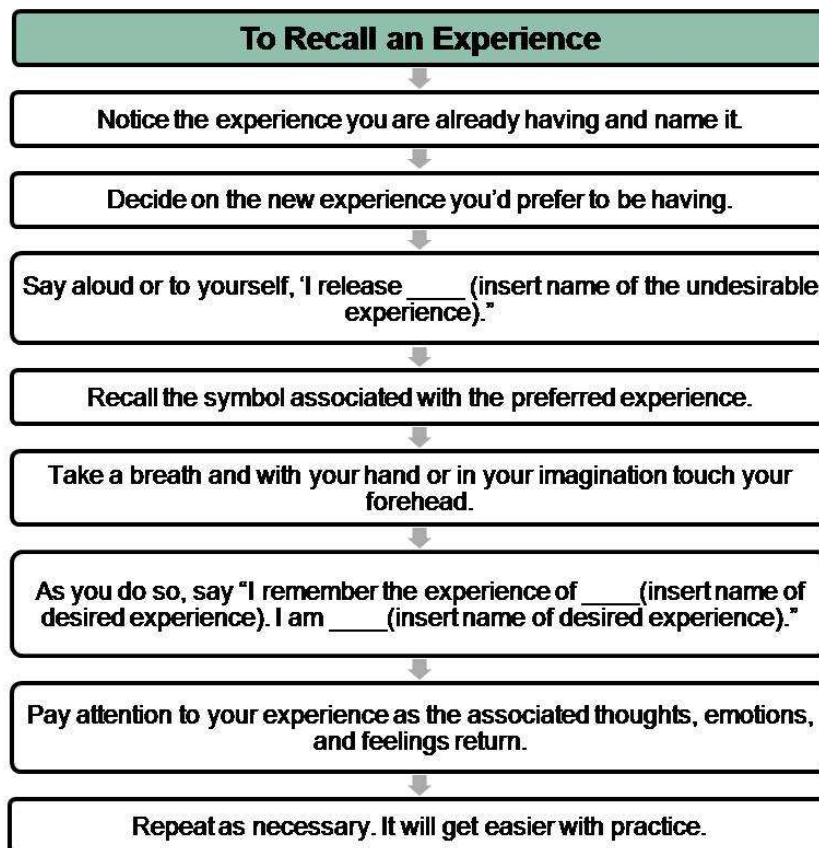 To Recall an Experience
Notice the experience you are already having and name it.
Decide on the new experience you'd prefer to be having.
Say aloud or to yourself, 'I release ____ (insert name of the undesirable
experience)."
Recall the symbol associated with the preferred experience.
Take a breath and with your hand or in your imagination touch your
forehead.
As you do so, say “I remember the experience of ____(insert name of
desired experience). I am ____(insert name of desired experience).”
Pay attention to your experience as the associated thoughts, emotions,
and feelings return.
Repeat as necessary. It will get easier with practice.